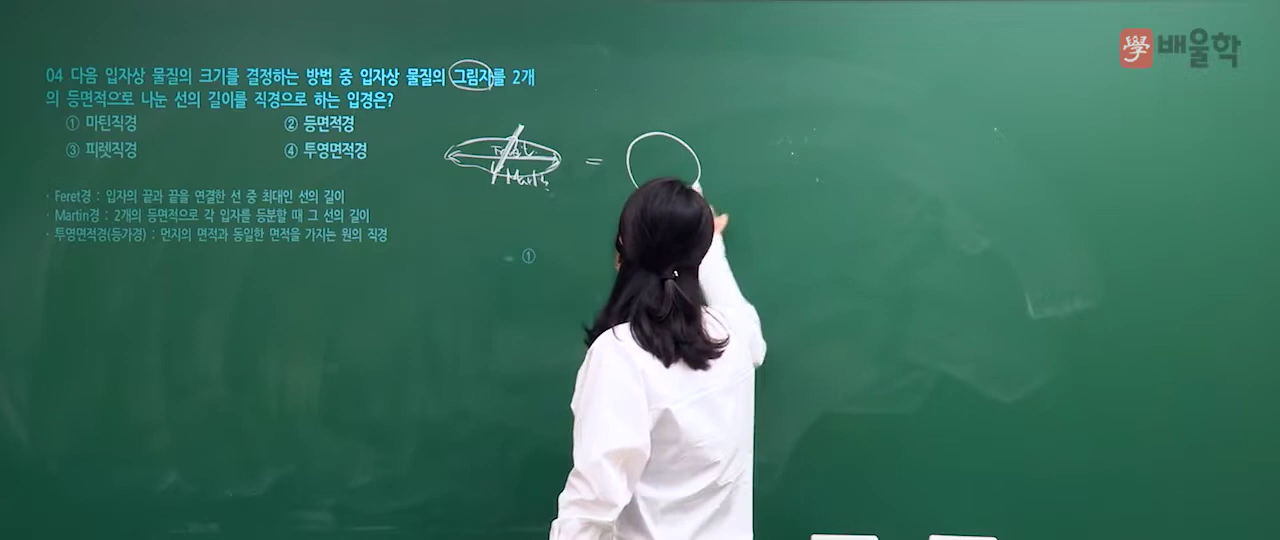 學 배울학
04 다음 입자상 물질의 크기를 결정하는 방법 중 입자상 물질의 그림자를 2개
의 등면적으로 나눈 선의 길이를 직경으로 하는 입경은?
① 마틴직경 ② 등면적경
③ 피렛직경 ④ 투영면적경
Feret
=
Martin
· Feret경 : 입자의 끝과 끝을 연결한 선 중 최대인 선의 길이
· Martin경 : 2개의 등면적으로 각 입자를 등분할 때 그 선의 길이
· 투영면적경(등가경) : 먼지의 면적과 동일한 면적을 가지는 원의 직경
①